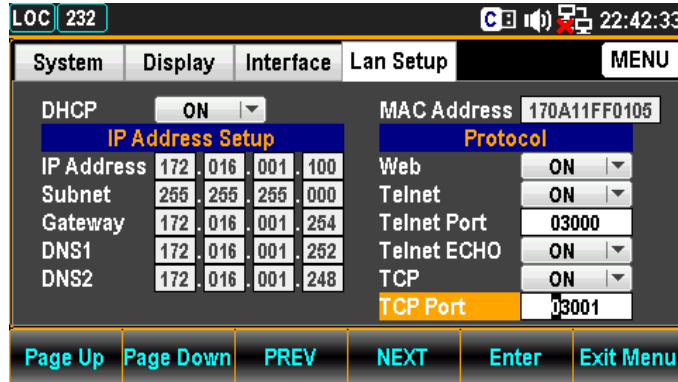 LOC 232 C 22:42:33
System Display Interface Lan Setup MENU
DHCP ON
IP Address Setup
IP Address 172 . 016 . 001 . 100
Subnet 255 . 255 . 255 . 000
Gateway 172 . 016 . 001 . 254
DNS1 172 . 016 . 001 . 252
DNS2 172 . 016 . 001 . 248
MAC Address 170A11FF0105
Protocol
Web ON
Telnet ON
Telnet Port 03000
Telnet ECHO ON
TCP ON
TCP Port 03001
Page Up Page Down PREV NEXT Enter Exit Menu